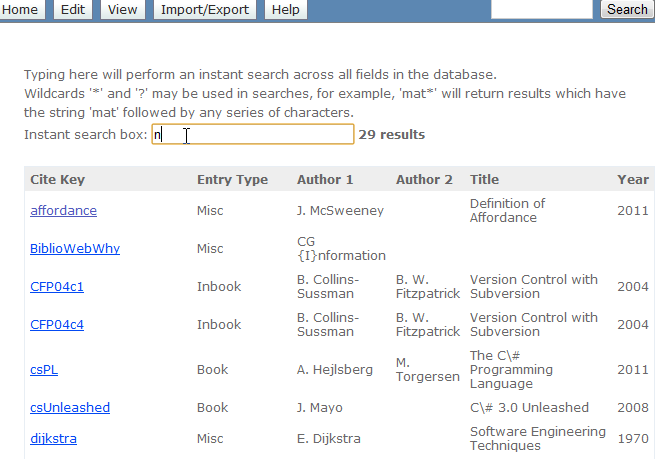 Home Edit View Import/Export Help Search
Typing here will perform an instant search across all fields in the database.
Wildcards '*' and '?' may be used in searches, for example, 'mat*' will return results which have
the string 'mat' followed by any series of characters.
Instant search box: n 29 results
Cite Key Entry Type Author 1 Author 2 Title Year
affordance Misc J. McSweeney Definition of Affordance 2011
BiblioWebWhy Misc CG {I}nformation
CFP04c1 Inbook B. Collins-Sussman B. W. Fitzpatrick Version Control with Subversion 2004
CFP04c4 Inbook B. Collins-Sussman B. W. Fitzpatrick Version Control with Subversion 2004
csPL Book A. Hejlsberg M. Torgersen The C\# Programming Language 2011
csUnleashed Book J. Mayo C\# 3.0 Unleashed 2008
dijkstra Misc E. Dijkstra Software Engineering Techniques 1970